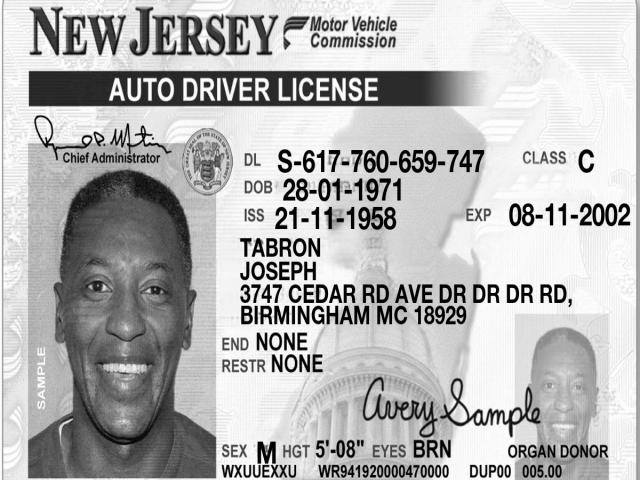 NEW JERSEY Motor Vehicle Commission
AUTO DRIVER LICENSE
Chief Administrator
DL S-617-760-659-747 CLASS C
DOB 28-01-1971
ISS 21-11-1958 EXP 08-11-2002
TABRON
JOSEPH
3747 CEDAR RD AVE DR DR DR RD,
BIRMINGHAM MC 18929
END NONE
RESTR NONE
SAMPLE
Avery Sample
SEX M HGT 5'-08" EYES BRN ORGAN DONOR
WXUUEXXU WR941920000470000 DUP00 005.00